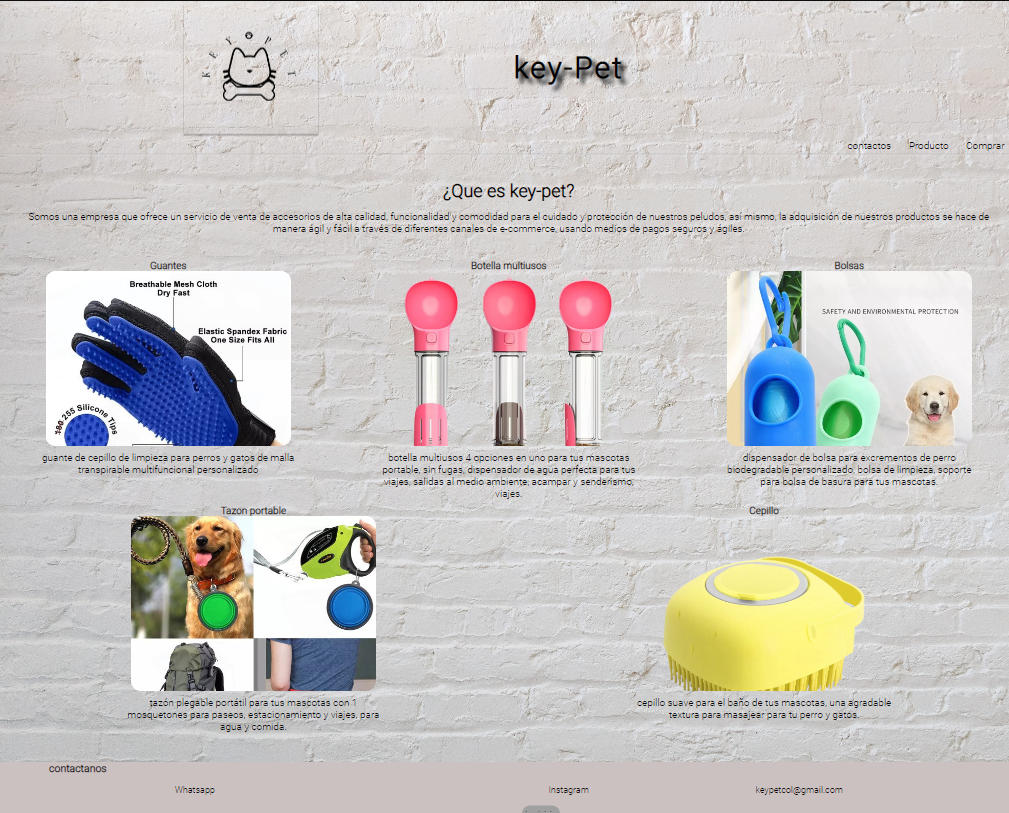 KEY PET
key-Pet
contactos Producto Comprar
¿Que es key-pet?
Somos una empresa que ofrece un servicio de venta de accesorios de alta calidad, funcionalidad y comodidad para el cuidado y protección de nuestros peludos, asi mismo, la adquisición de nuestros productos se hace de
manera ágil y fácil a través de diferentes canales de e-commerce, usando medios de pagos seguros y ágiles.
Guantes
Breathable Mesh Cloth
Dry Fast
Elastic Spandex Fabric
One Size Fits All
180 255 Silicone Tips
guante de cepillo de limpieza para perros y gatos de malla
transpirable multifuncional personalizado
Botella multiusos
botella multiusos 4 opciones en uno para tus mascotas
portable, sin fugas, dispensador de agua perfecta para tus
viajes, salidas al medio ambiente, acampar y senderismo,
viajes.
Bolsas
SAFETY AND ENVIRONMENTAL PROTECTION
dispensador de bolsa para excrementos de perro
biodegradable personalizado, bolsa de limpieza, soporte
para bolsa de basura para tus mascotas.
Tazon portable
tazón plegable portátil para tus mascotas con 1
mosquetones para paseos, estacionamiento y viajes, para
agua y comida.
Cepillo
cepillo suave para el baño de tus mascotas, una agradable
textura para masajear para tu perro y gatos.
contactanos
Whatsapp Instagram keypetcol@gmail.com